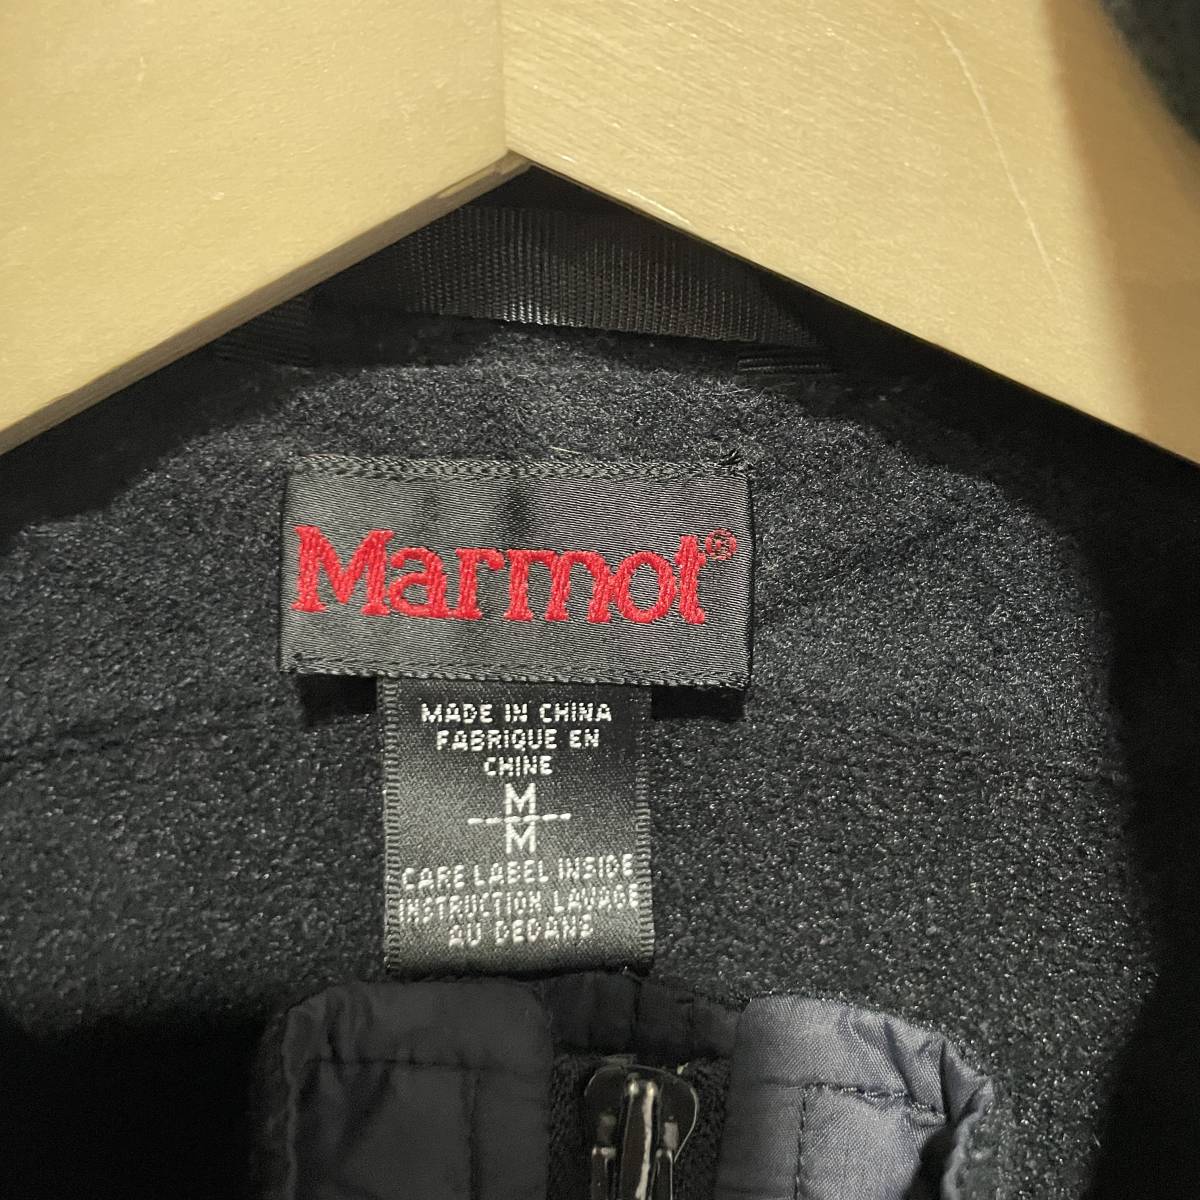 Marmot®
MADE IN CHINA
FABRIQUE EN
CHINE
M
M
CARE LABEL INSIDE
INSTRUCTION LAVAGE
AU DEDANS